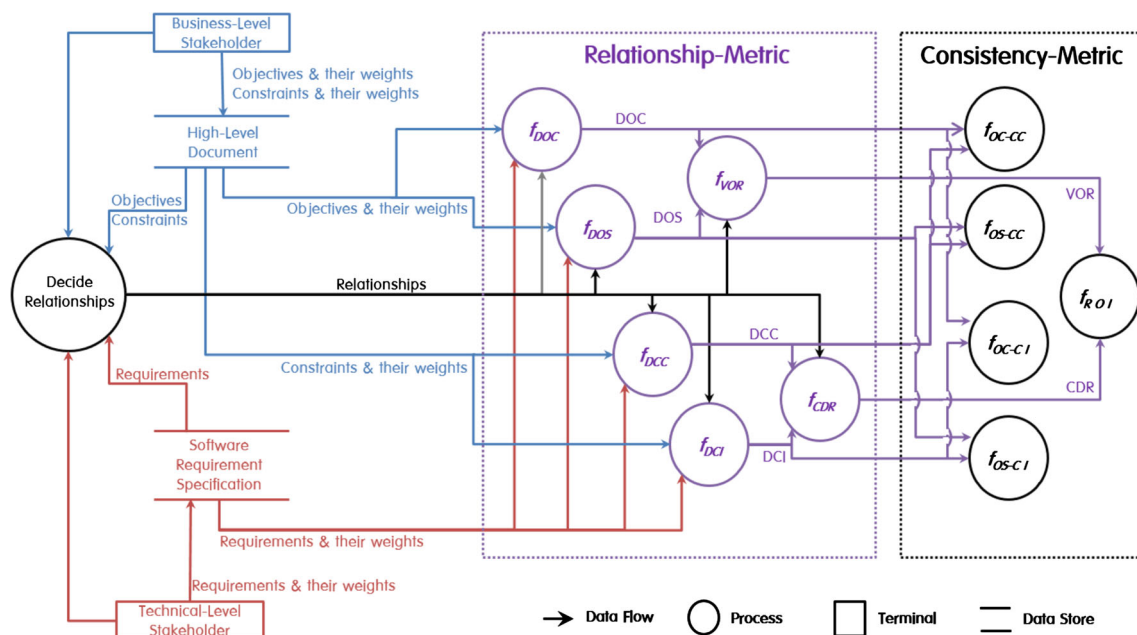 Business-Level
Stakeholder
Objectives & their weights
Constraints & their weights
High-Level
Document
Objectives
Constraints
Objectives & their weights
Decide
Relationships
Relationships
Constraints & their weights
Requirements
Software
Requirement
Specification
Requirements & their weights
Requirements & their weights
Technical-Level
Stakeholder
Relationship-Metric
fDOC
DOC
fVOR
fDOS
DOS
fDCC
DCC
fCDR
fDCI
DCI
Consistency-Metric
fOC-CC
VOR
fOS-CC
fROI
fOC-CI
CDR
fOS-CI
Data Flow
Process
Terminal
Data Store